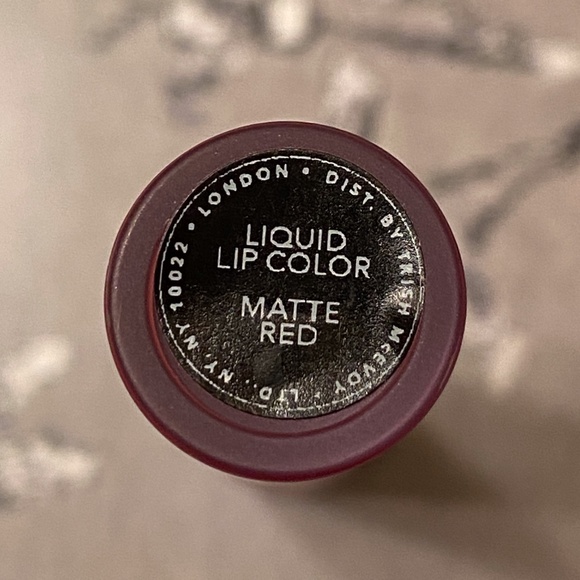 LIQUID
LIP COLOR
MATTE
RED
DIST. BY TRISH McEVOY • LTD., NY, NY 10022 • LONDON •